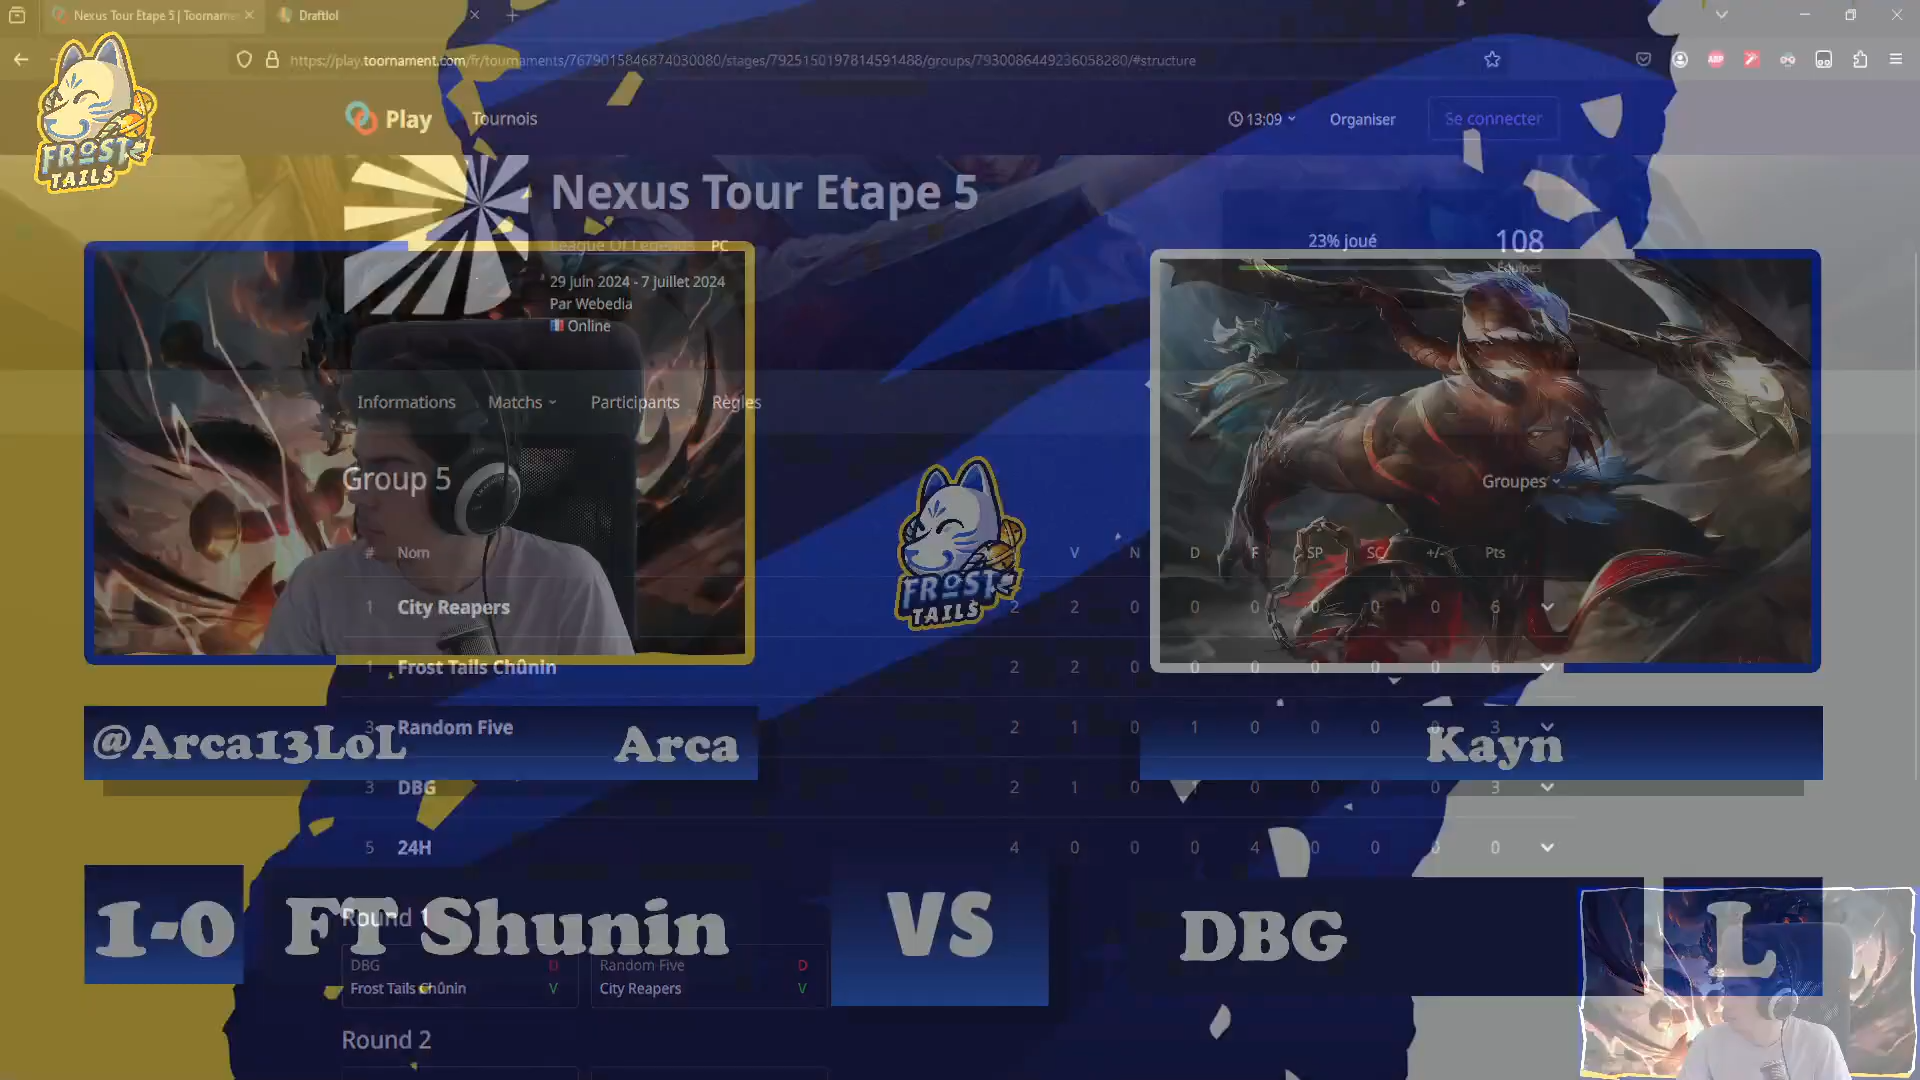 Nexus Tour Etape 5 | Toorname
Draftlol
https://play.toornament.com/fr/tournaments/7679015846874030080/stages/7925150197814591488/groups/7930086449236058280/#structure
ABP
Play
Tournois
13:09
Organiser
Se connecter
FROST
TAILS
Nexus Tour Etape 5
League Of Legends
PC
23% joué
108
Équipes
29 juin 2024 - 7 juillet 2024
Par Webedia
Online
Informations
Matchs
Participants
Règles
Group 5
Groupes
# Nom V N D F SP SC +/- Pts
1 City Reapers 2 2 0 0 0 0 0 0 6
1 Frost Tails Chûnin 2 2 0 0 0 0 0 0 6
3 Random Five 2 1 0 1 0 0 0 0 3
3 DBG 2 1 0 1 0 0 0 0 3
5 24H 4 0 0 0 4 0 0 0 0
FROST
TAILS
@Arca13LoL
Arca
Kayn
1-0
FT Shunin
VS
DBG
L
Round 1
DBG D
Frost Tails Chûnin V
Random Five D
City Reapers V
Round 2